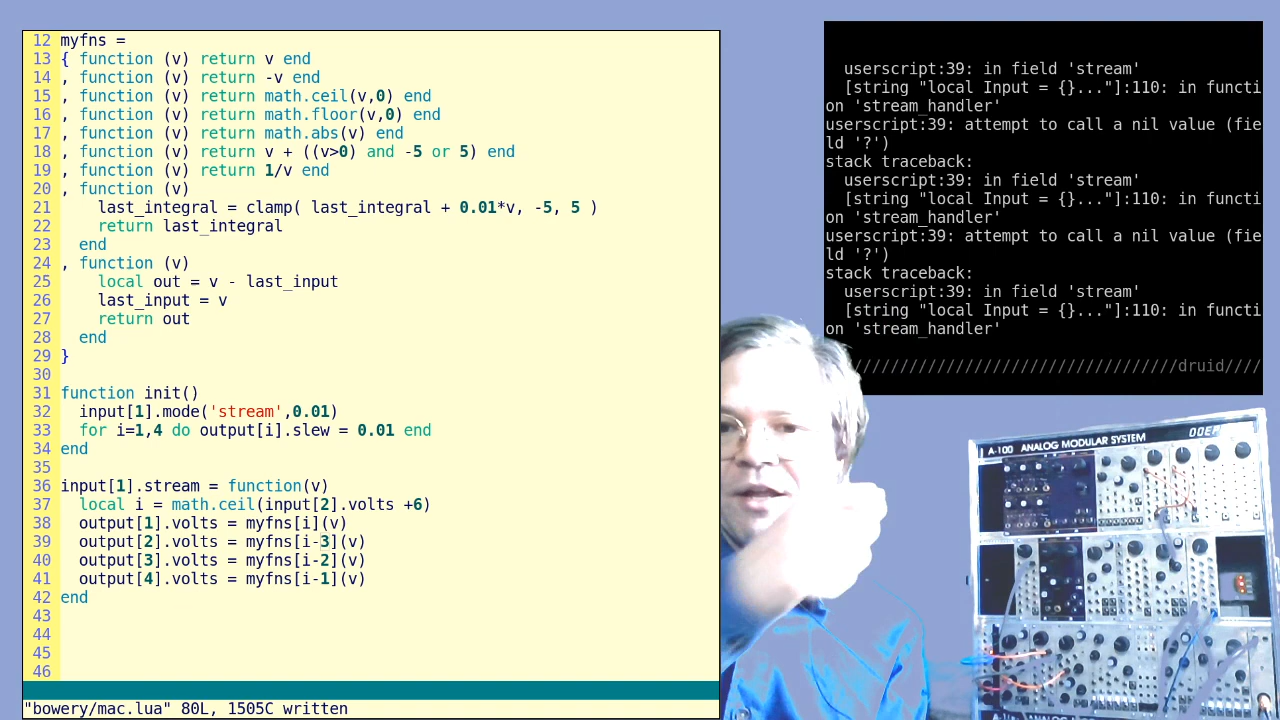 12 myfns =
13 { function (v) return v end
14 , function (v) return -v end
15 , function (v) return math.ceil(v,0) end
16 , function (v) return math.floor(v,0) end
17 , function (v) return math.abs(v) end
18 , function (v) return v + ((v>0) and -5 or 5) end
19 , function (v) return 1/v end
20 , function (v)
21     last_integral = clamp( last_integral + 0.01*v, -5, 5 )
22     return last_integral
23   end
24 , function (v)
25     local out = v - last_input
26     last_input = v
27     return out
28   end
29 }
30
31 function init()
32   input[1].mode('stream',0.01)
33   for i=1,4 do output[i].slew = 0.01 end
34 end
35
36 input[1].stream = function(v)
37   local i = math.ceil(input[2].volts +6)
38   output[1].volts = myfns[i](v)
39   output[2].volts = myfns[i-3](v)
40   output[3].volts = myfns[i-2](v)
41   output[4].volts = myfns[i-1](v)
42 end
43
44
45
46
"bowery/mac.lua" 80L, 1505C written
  userscript:39: in field 'stream'
  [string "local Input = {}..."]:110: in functi
on 'stream_handler'
userscript:39: attempt to call a nil value (fie
ld '?')
stack traceback:
  userscript:39: in field 'stream'
  [string "local Input = {}..."]:110: in functi
on 'stream_handler'
userscript:39: attempt to call a nil value (fie
ld '?')
stack traceback:
  userscript:39: in field 'stream'
  [string "local Input = {}..."]:110: in functi
on 'stream_handler'
///////////////////////////////////druid////
A-100 ANALOG MODULAR SYSTEM